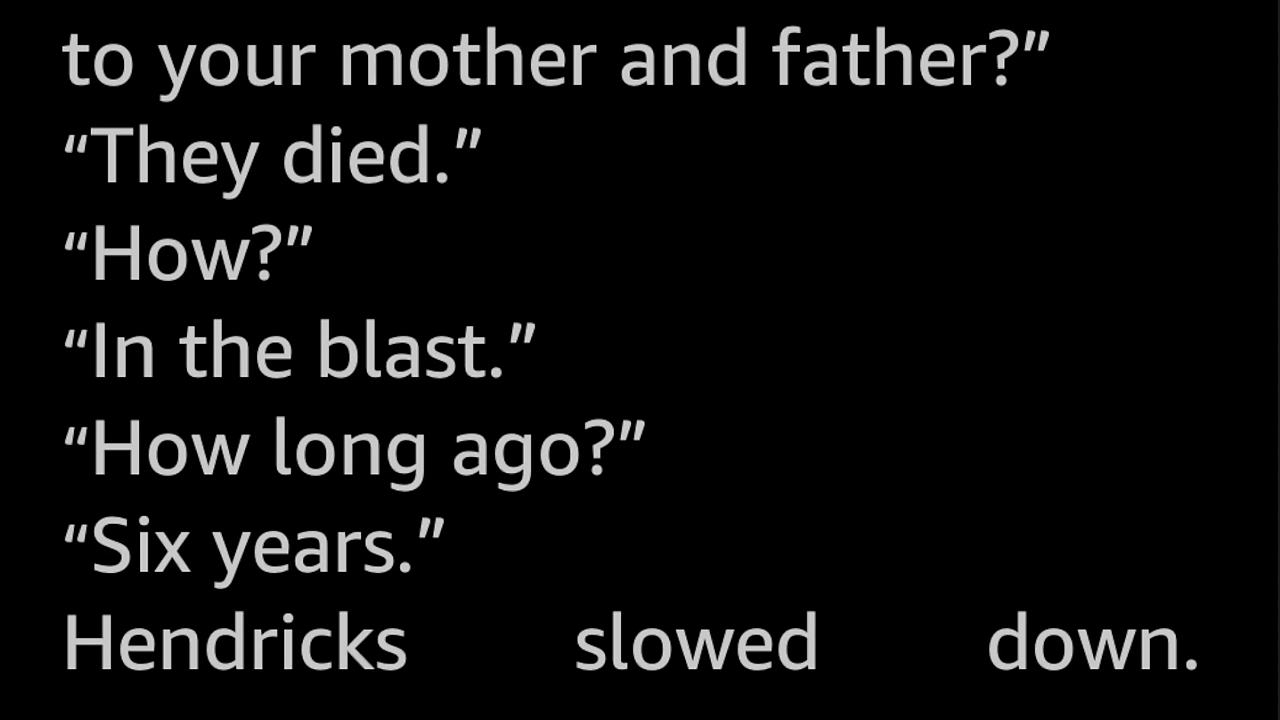 to your mother and father?”
“They died.”
“How?”
“In the blast.”
“How long ago?”
“Six years.”
Hendricks slowed down.